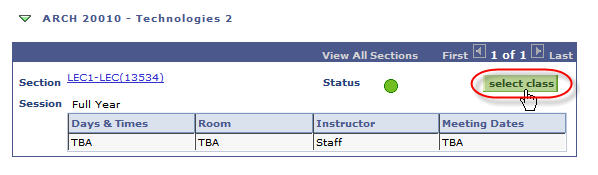 ARCH 20010 - Technologies 2
View All Sections First 1 of 1 Last
Section LEC1-LEC(13534) Status select class
Session Full Year
Days & Times Room Instructor Meeting Dates
TBA TBA Staff TBA